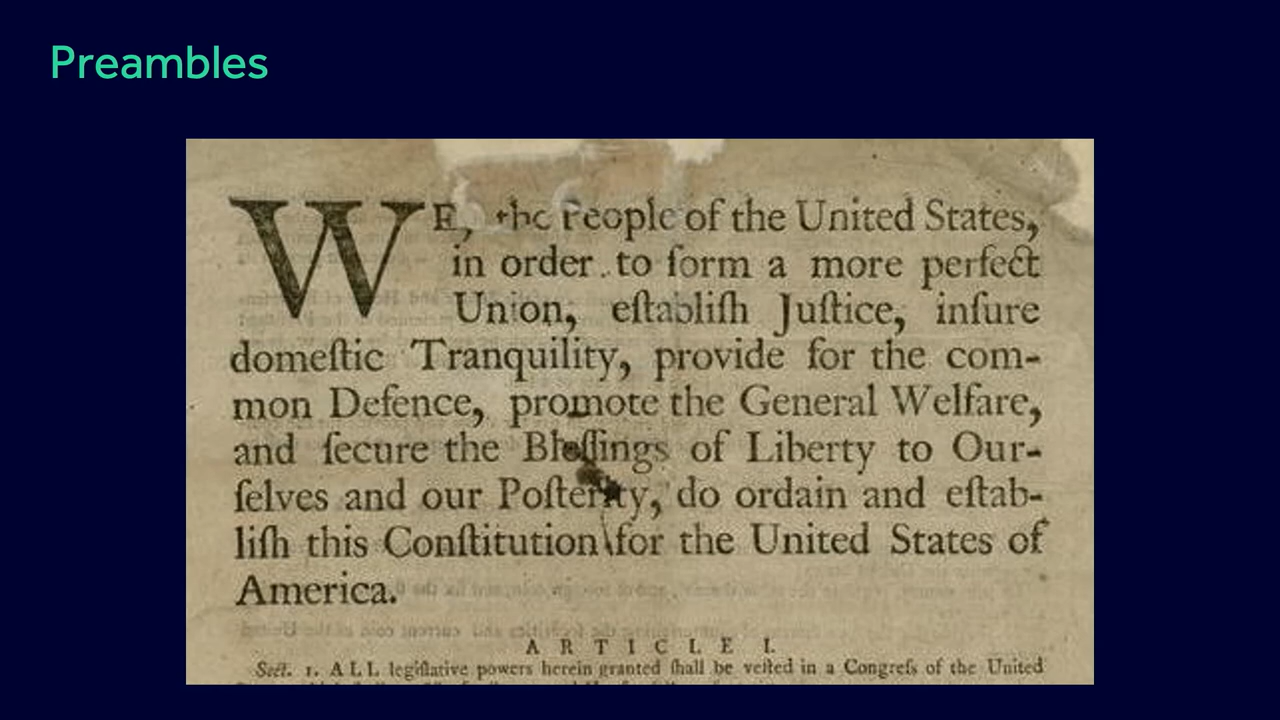 Preambles
WE, the People of the United States,
in order to form a more perfect
Union, eſtabliſh Juſtice, inſure
domeſtic Tranquility, provide for the com-
mon Defence, promote the General Welfare,
and ſecure the Bleſſings of Liberty to Our-
ſelves and our Poſterity, do ordain and eſtab-
liſh this Conſtitution for the United States of
America.
ARTICLE I.
Sect. 1. ALL legiſlative powers herein granted ſhall be veſted in a Congreſs of the United